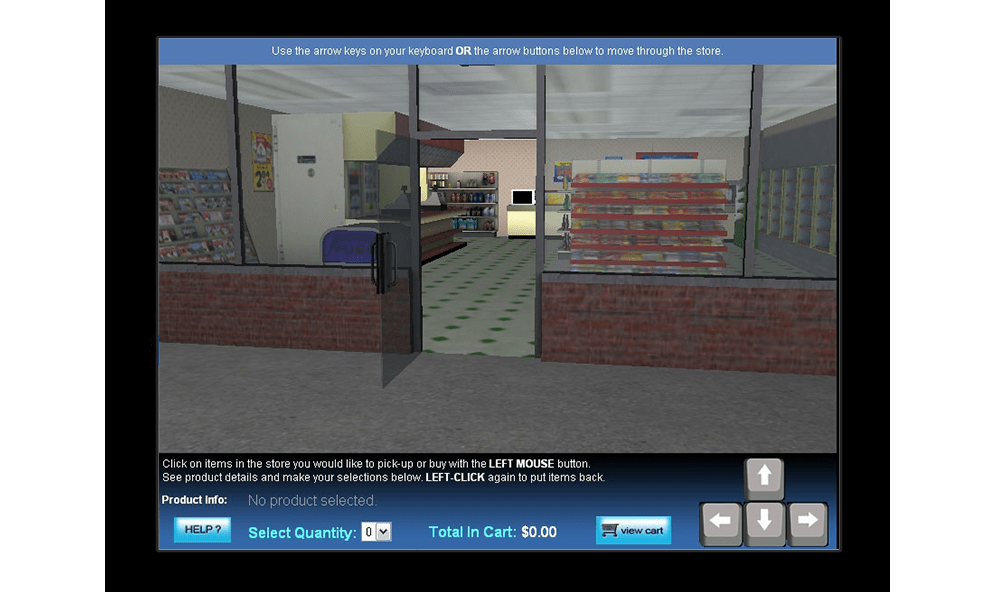 Use the arrow keys on your keyboard OR the arrow buttons below to move through the store.
Click on items in the store you would like to pick-up or buy with the LEFT MOUSE button.
See product details and make your selections below. LEFT-CLICK again to put items back.
Product Info: No product selected.
HELP ? Select Quantity: 0 Total In Cart: $0.00 view cart